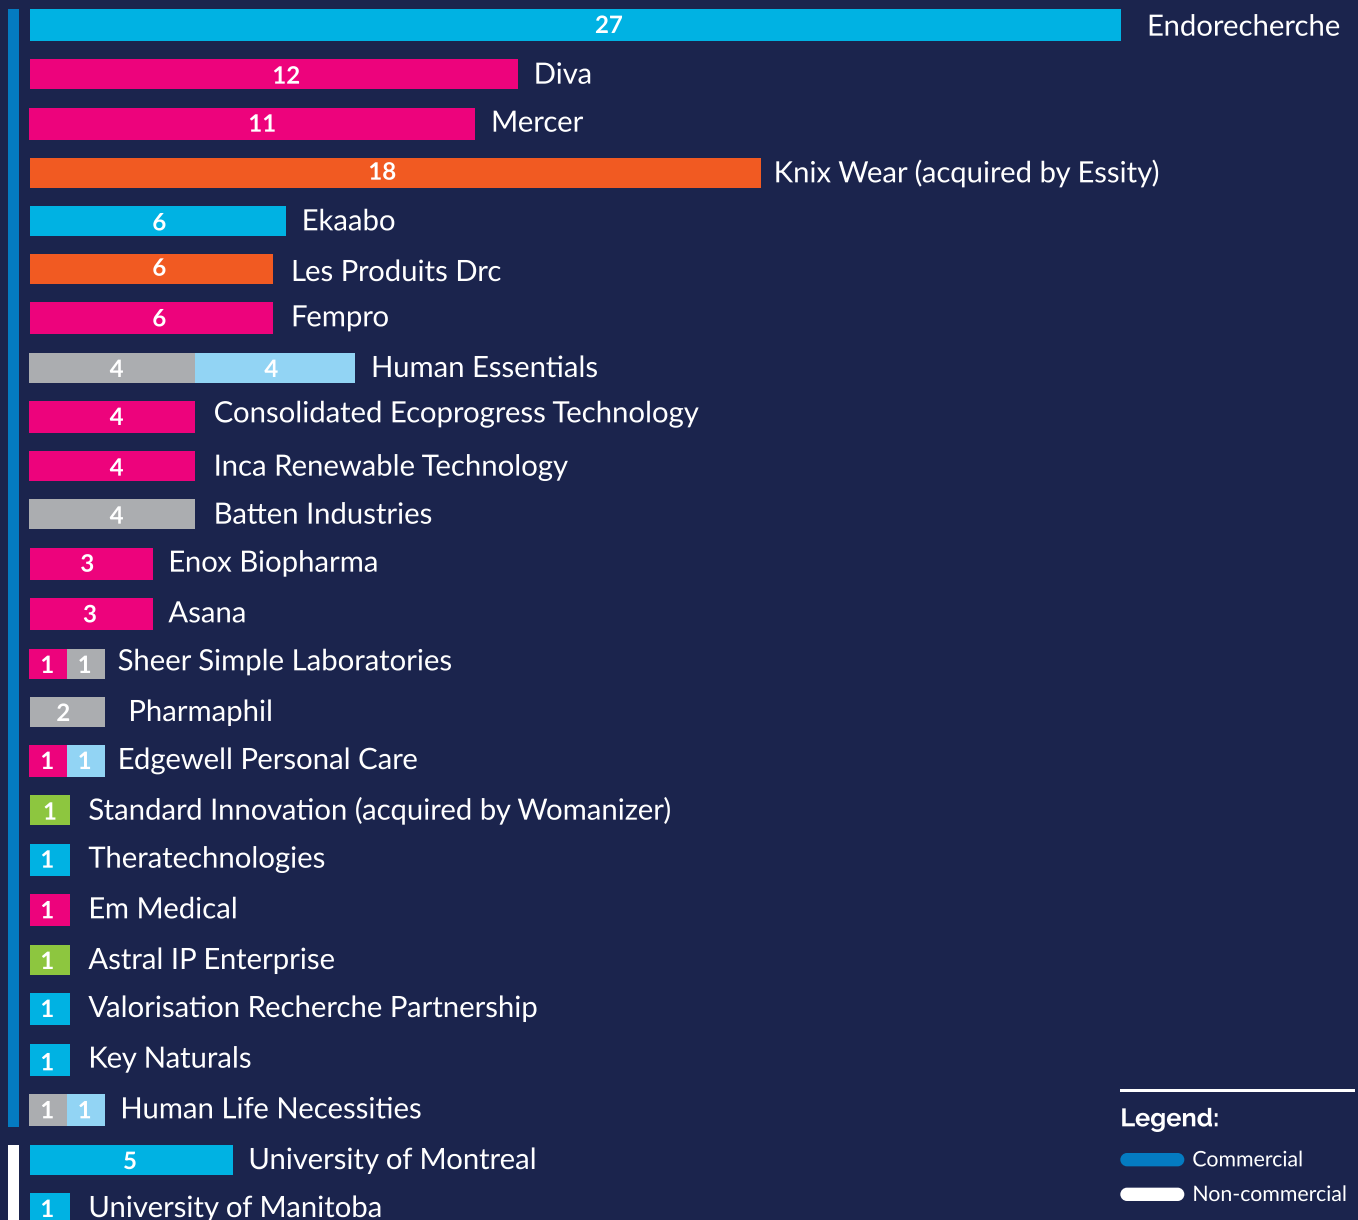 27 Endorecherche
12 Diva
11 Mercer
18 Knix Wear (acquired by Essity)
6 Ekaabo
6 Les Produits Drc
6 Fempro
4 4 Human Essentials
4 Consolidated Ecoprogress Technology
4 Inca Renewable Technology
4 Batten Industries
3 Enox Biopharma
3 Asana
1 1 Sheer Simple Laboratories
2 Pharmaphil
1 1 Edgewell Personal Care
1 Standard Innovation (acquired by Womanizer)
1 Theratechnologies
1 Em Medical
1 Astral IP Enterprise
1 Valorisation Recherche Partnership
1 Key Naturals
1 1 Human Life Necessities
5 University of Montreal
1 University of Manitoba
Legend:
Commercial
Non-commercial